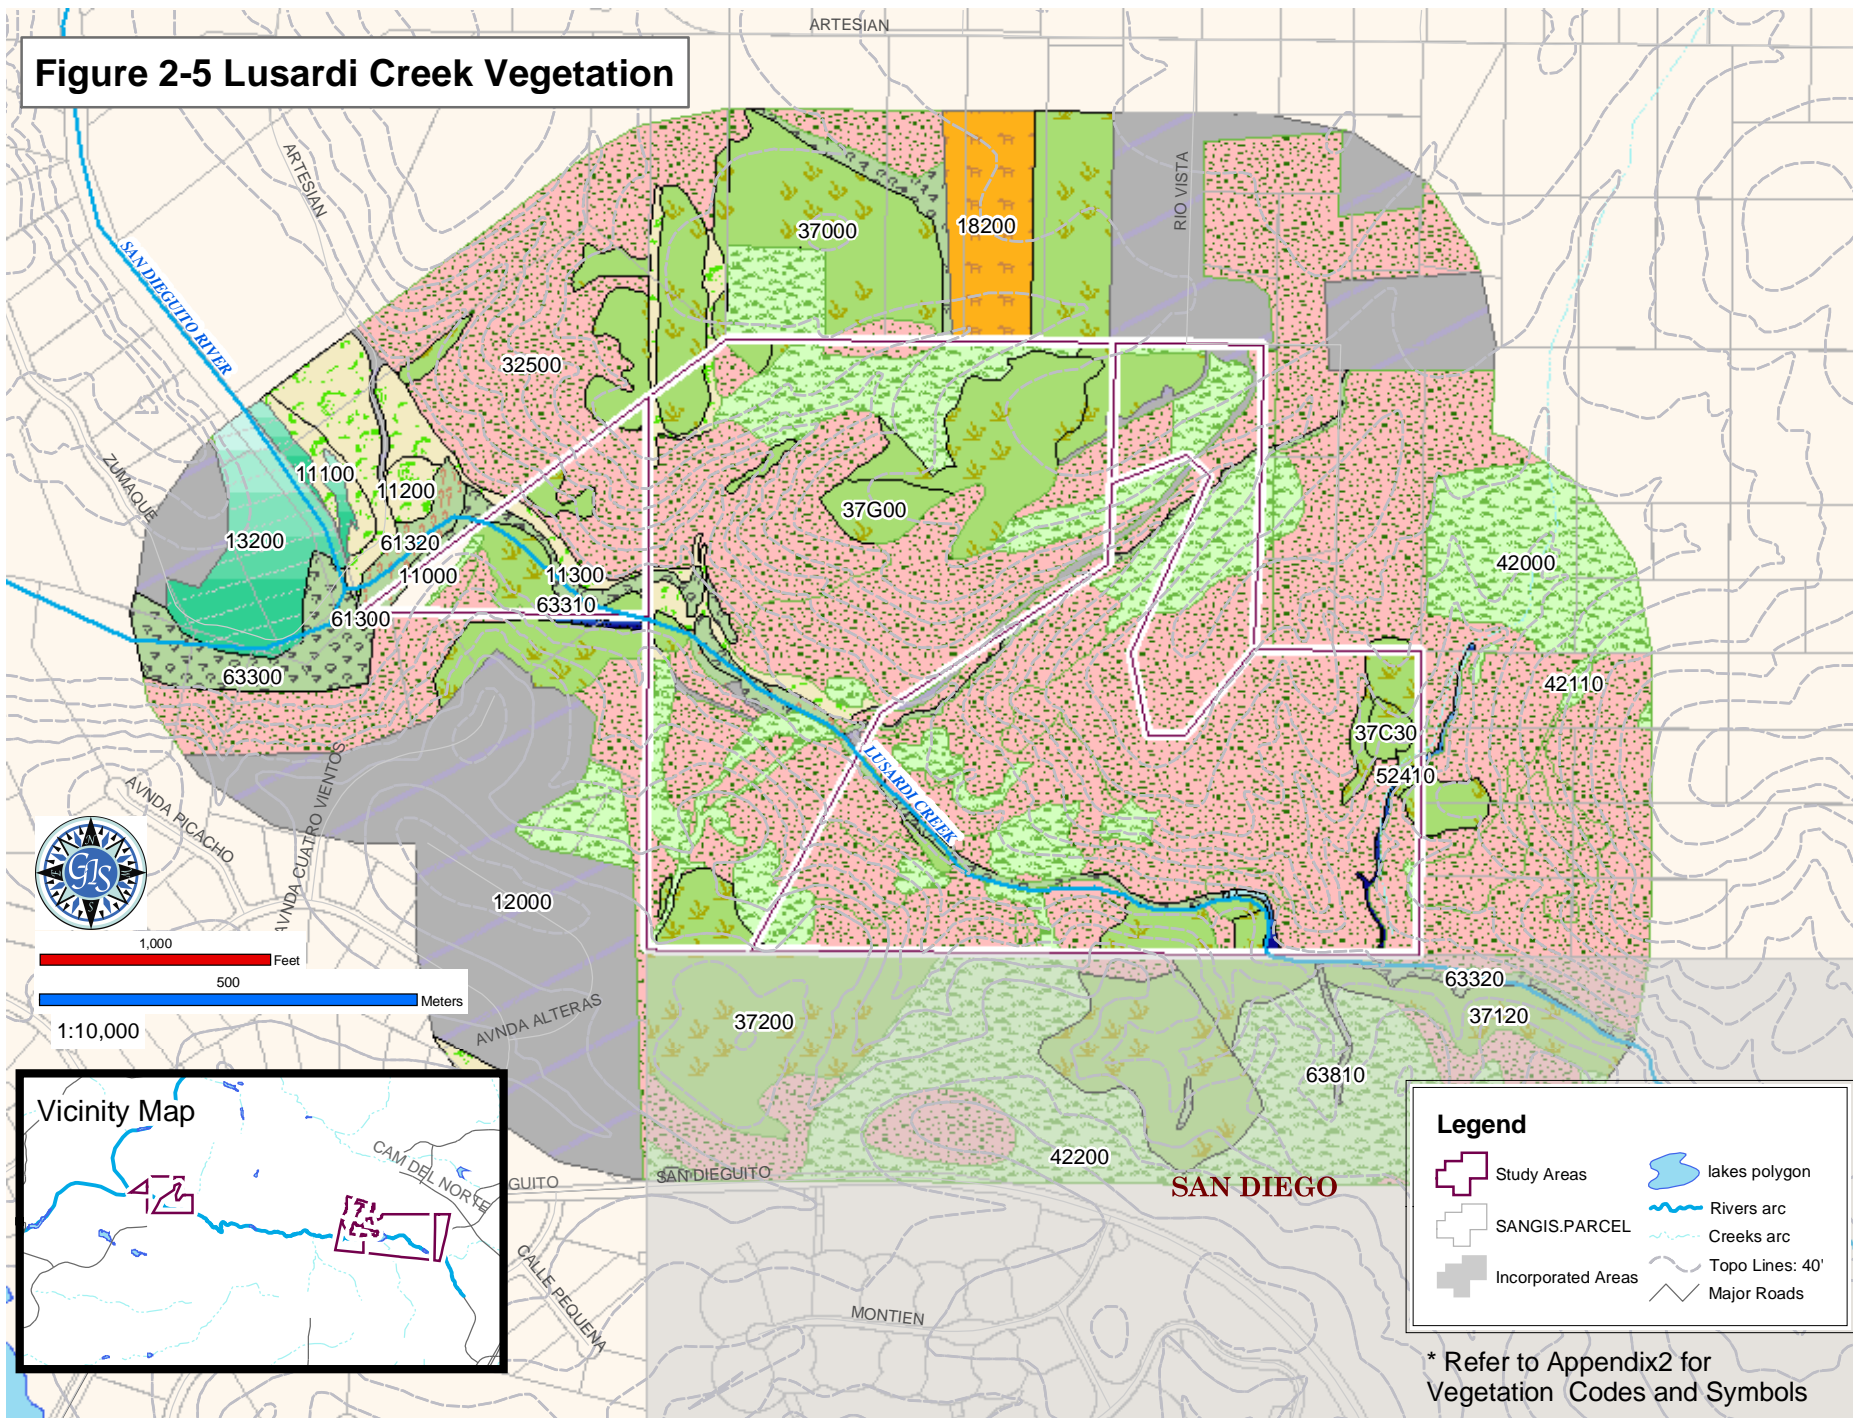 ARTESIAN
Figure 2-5 Lusardi Creek Vegetation
ARTESIAN
RIO VISTA
SAN DIEGUITO RIVER
37000
18200
32500
ZUMAQUE
11100
11200
37G00
13200
61320
11000
11300
63310
61300
42000
63300
42110
37C30
52410
LUSARDI CREEK
AVNDA PICACHO
AVNDA CUATRO VIENTOS
12000
N
GIS
S
1,000
Feet
500
Meters
1:10,000
AVNDA ALTERAS
37200
63320
37120
63810
42200
SAN DIEGUITO
GUITO
SAN DIEGO
Vicinity Map
CAM DEL NORTE
CALLE PEQUENA
MONTIEN
Legend
Study Areas
SANGIS.PARCEL
Incorporated Areas
lakes polygon
Rivers arc
Creeks arc
Topo Lines: 40'
Major Roads
* Refer to Appendix2 for
Vegetation Codes and Symbols